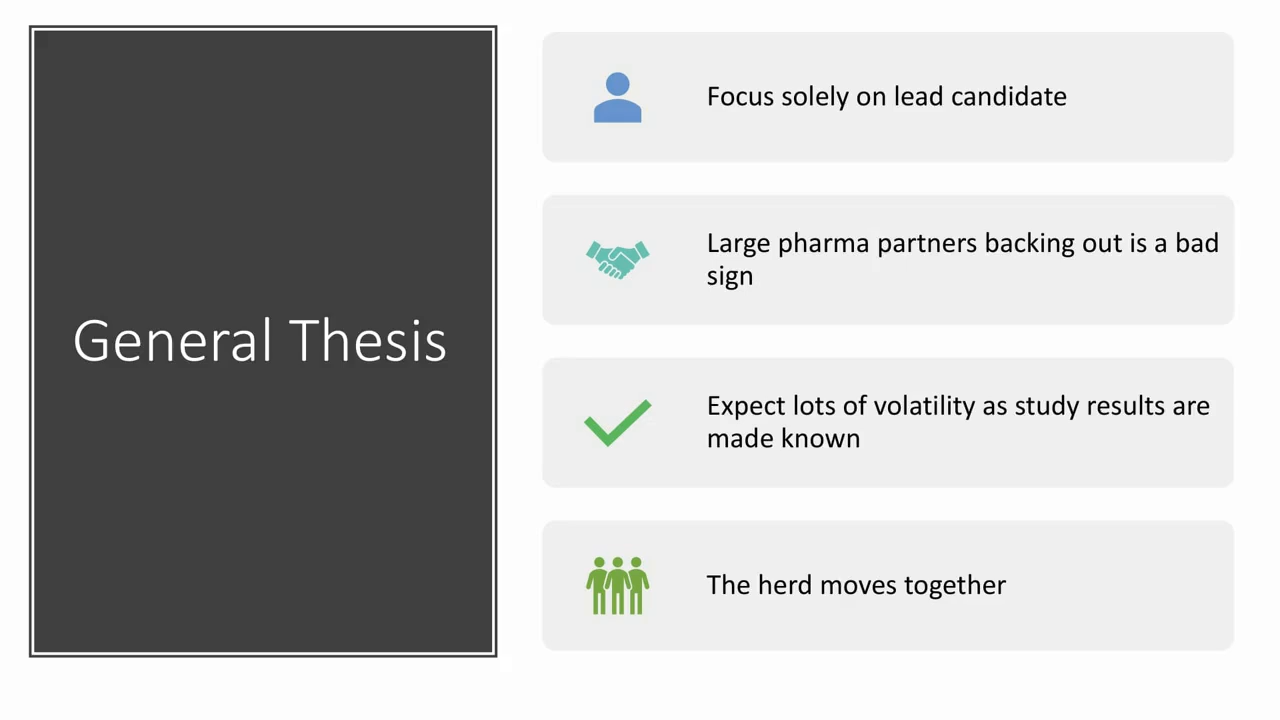 General Thesis
Focus solely on lead candidate
Large pharma partners backing out is a bad
sign
Expect lots of volatility as study results are
made known
The herd moves together